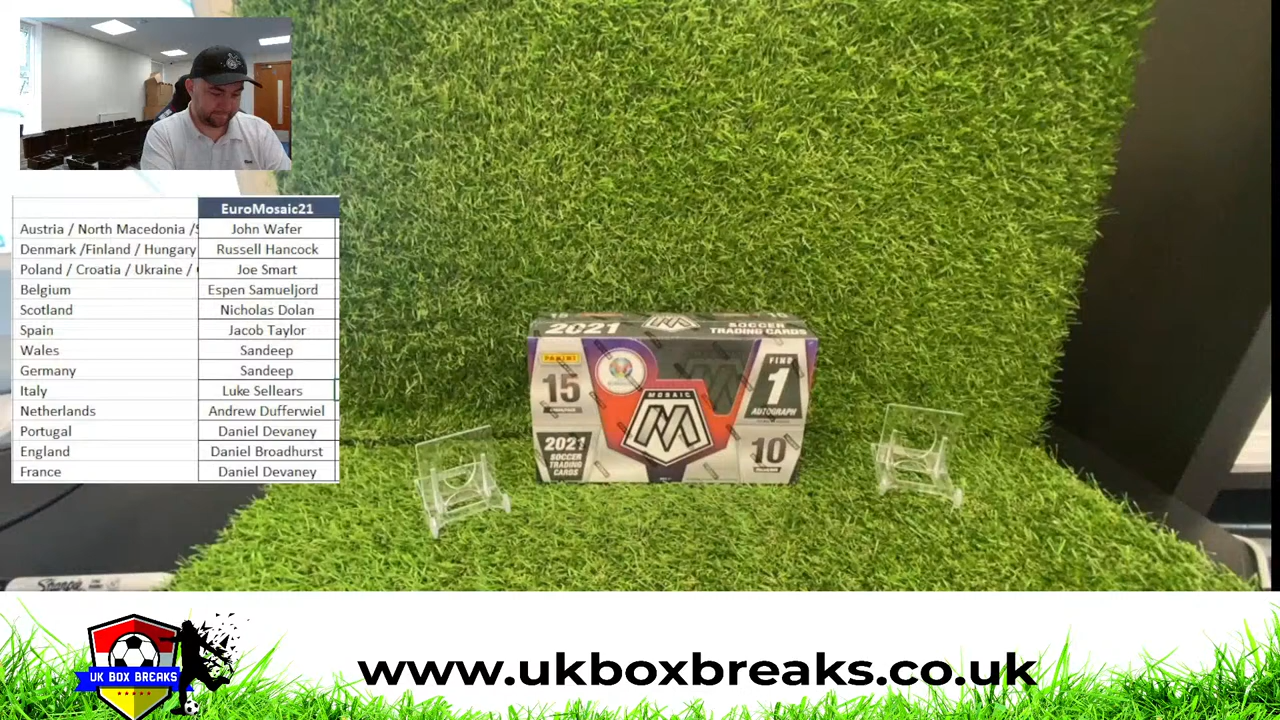 EuroMosaic21
Austria / North Macedonia / John Wafer
Denmark /Finland / Hungary Russell Hancock
Poland / Croatia / Ukraine / Joe Smart
Belgium Espen Samueljord
Scotland Nicholas Dolan
Spain Jacob Taylor
Wales Sandeep
Germany Sandeep
Italy Luke Sellears
Netherlands Andrew Dufferwiel
Portugal Daniel Devaney
England Daniel Broadhurst
France Daniel Devaney
2021
SOCCER
TRADING CARDS
PANINI
15
FIND
1
AUTOGRAPH
MOSAIC
M
2021
SOCCER
TRADING
CARDS
10
Sharpie
UK BOX BREAKS
www.ukboxbreaks.co.uk